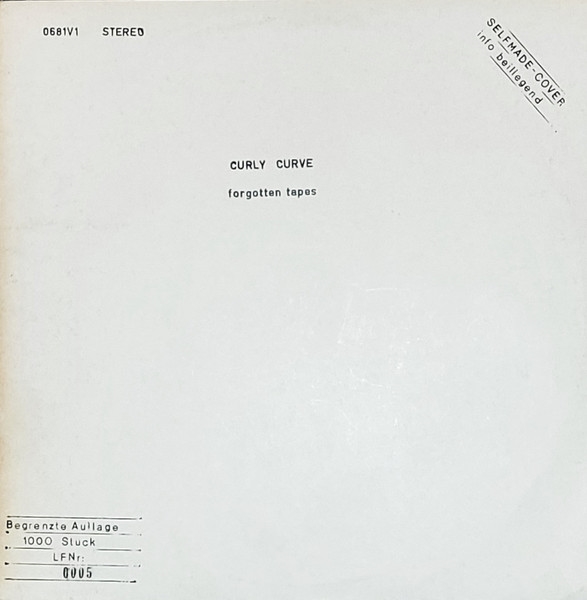 0681V1 STEREO
SELFMADE-COVER
info beiliegend
CURLY CURVE
forgotten tapes
Begrenzte Auflage
1000 Stück
LFNr:
0005